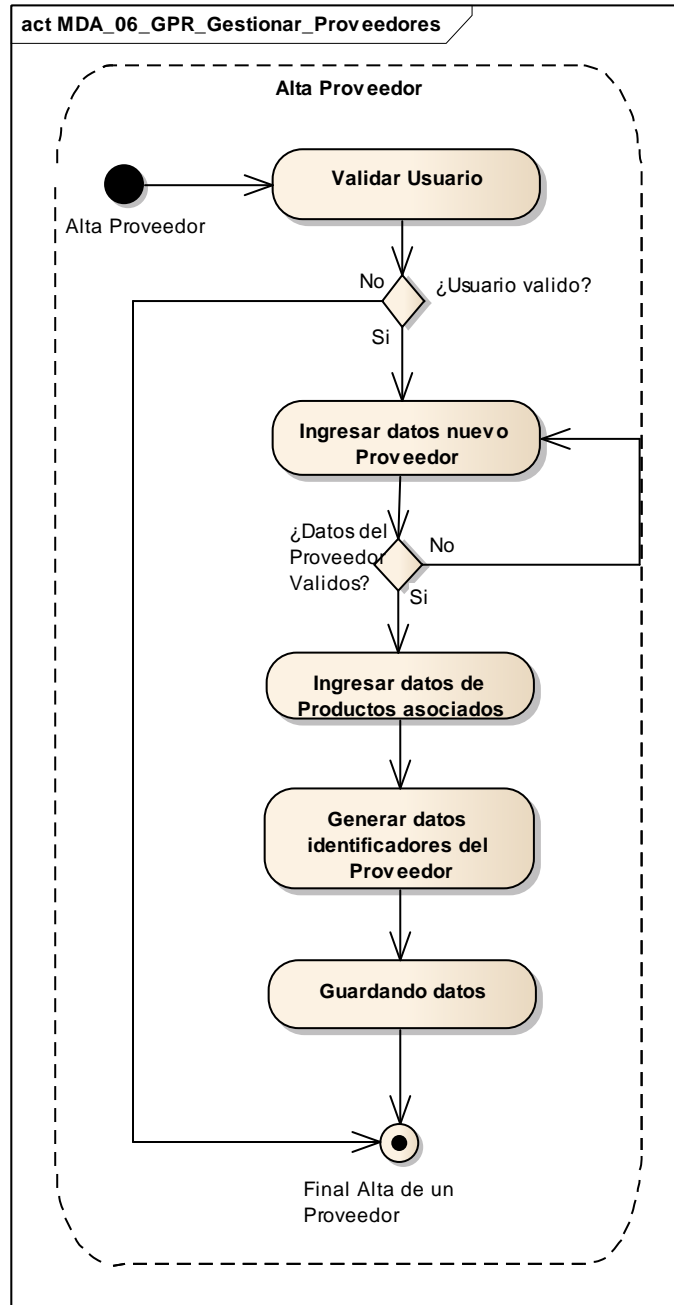 act MDA_06_GPR_Gestionar_Proveedores
Alta Proveedor
Validar Usuario
Alta Proveedor
No
¿Usuario valido?
Si
Ingresar datos nuevo
Proveedor
¿Datos del
Proveedor
Validos?
No
Si
Ingresar datos de
Productos asociados
Generar datos
identificadores del
Proveedor
Guardando datos
Final Alta de un
Proveedor